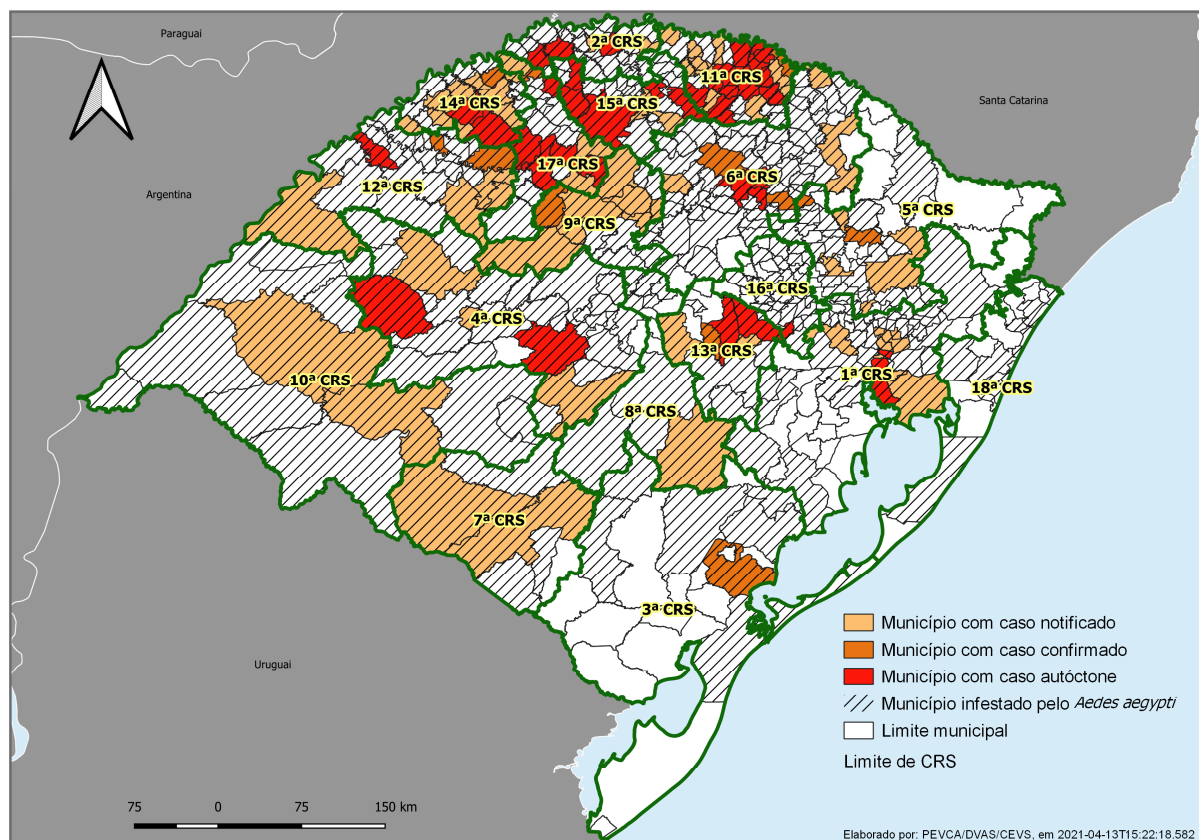 Paraguai
Santa Catarina
Argentina
Uruguai
2ª CRS
11ª CRS
14ª CRS
15ª CRS
17ª CRS
6ª CRS
12ª CRS
5ª CRS
9ª CRS
16ª CRS
4ª CRS
13ª CRS
1ª CRS
10ª CRS
18ª CRS
8ª CRS
7ª CRS
3ª CRS
Município com caso notificado
Município com caso confirmado
Município com caso autóctone
Município infestado pelo Aedes aegypti
Limite municipal
Limite de CRS
75 0 75 150 km
Elaborado por: PEVCA/DVAS/CEVS, em 2021-04-13T15:22:18.582